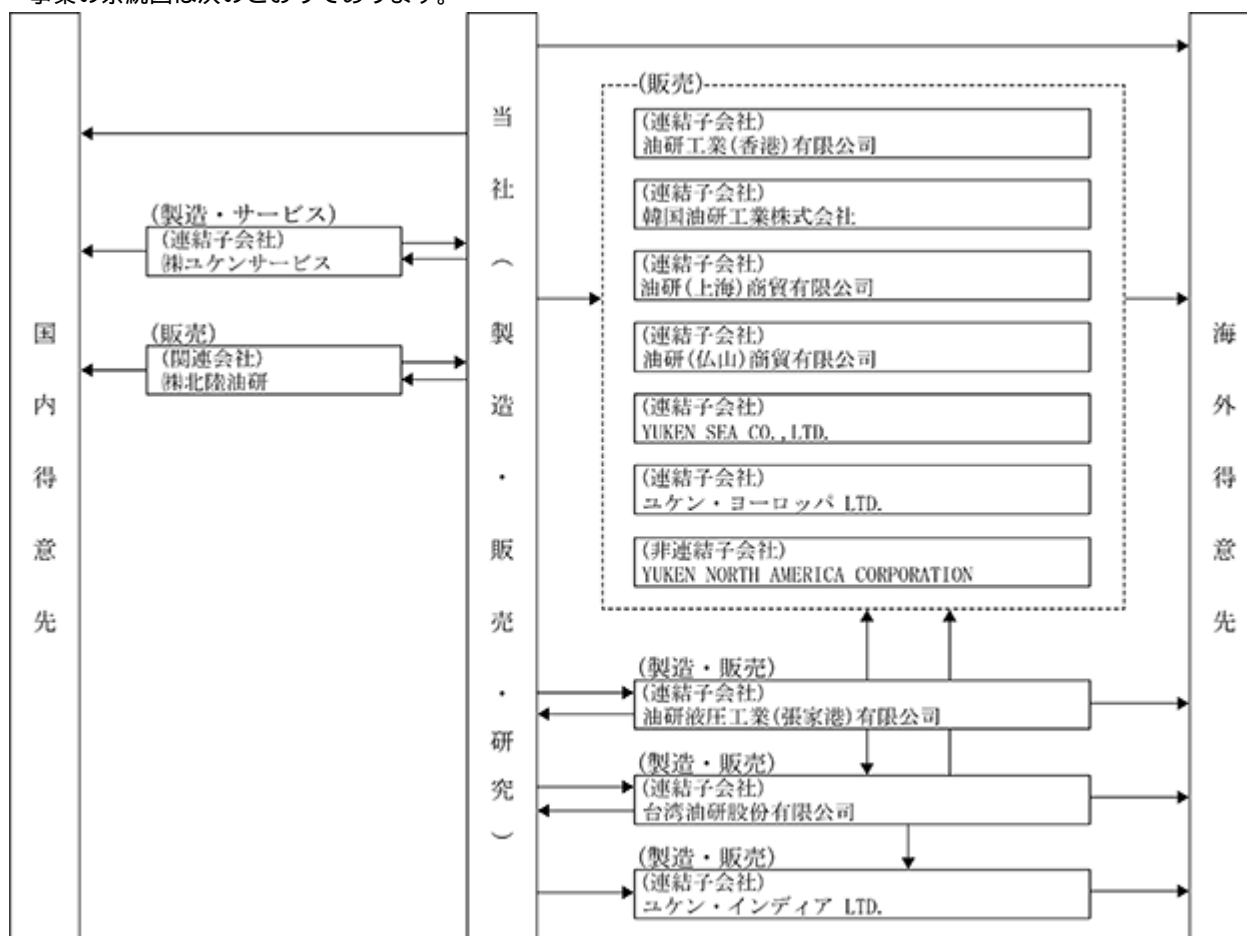 事業の系統図は次のとおりであります。
国内得意先
当社(製造・販売・研究)
海外得意先
(製造・サービス)
(連結子会社)
㈱ユケンサービス
(販売)
(関連会社)
㈱北陸油研
(販売)
(連結子会社)
油研工業(香港)有限公司
(連結子会社)
韓国油研工業株式会社
(連結子会社)
油研(上海)商貿有限公司
(連結子会社)
油研(仏山)商貿有限公司
(連結子会社)
YUKEN SEA CO.,LTD.
(連結子会社)
ユケン・ヨーロッパ LTD.
(非連結子会社)
YUKEN NORTH AMERICA CORPORATION
(製造・販売)
(連結子会社)
油研液圧工業(張家港)有限公司
(製造・販売)
(連結子会社)
台湾油研股份有限公司
(製造・販売)
(連結子会社)
ユケン・インディア LTD.